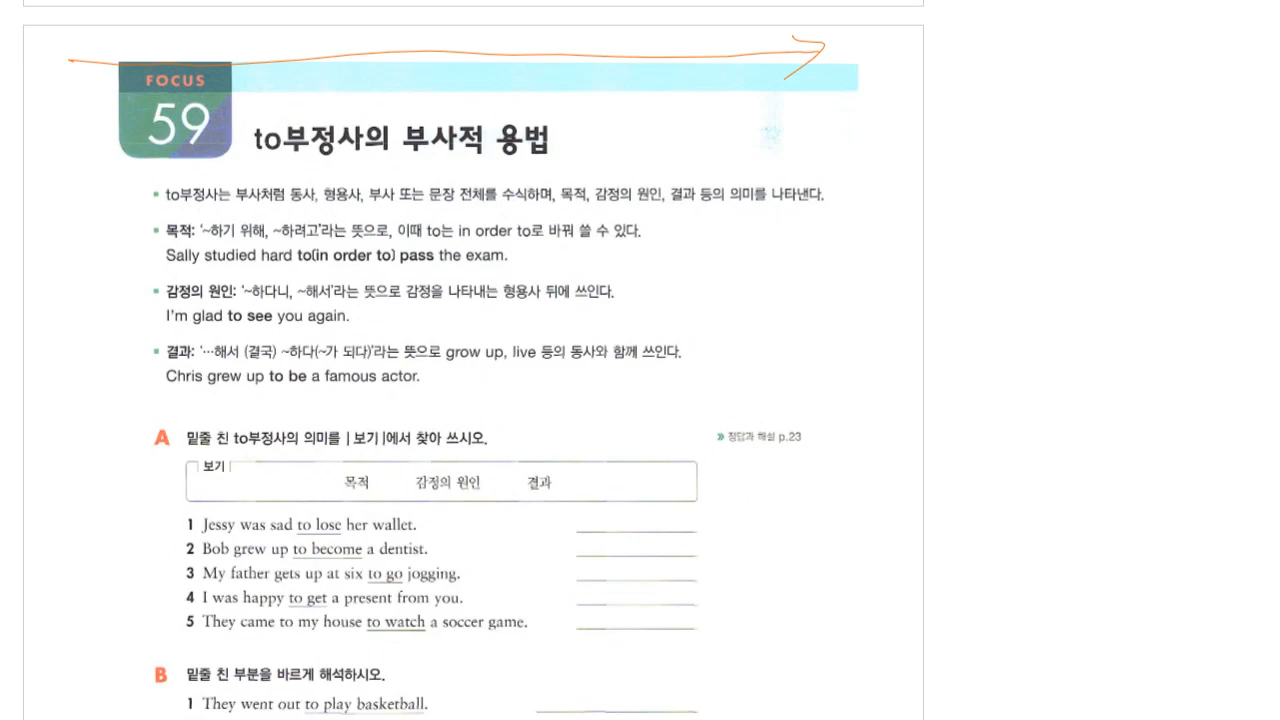 FOCUS
59
to부정사의 부사적 용법
▪ to부정사는 부사처럼 동사, 형용사, 부사 또는 문장 전체를 수식하며, 목적, 감정의 원인, 결과 등의 의미를 나타낸다.
▪ 목적: '~하기 위해, ~하려고'라는 뜻으로, 이때 to는 in order to로 바꿔 쓸 수 있다.
Sally studied hard to(in order to) pass the exam.
▪ 감정의 원인: '~하다니, ~해서'라는 뜻으로 감정을 나타내는 형용사 뒤에 쓰인다.
I'm glad to see you again.
▪ 결과: '…해서 (결국) ~하다(~가 되다)'라는 뜻으로 grow up, live 등의 동사와 함께 쓰인다.
Chris grew up to be a famous actor.
A 밑줄 친 to부정사의 의미를 |보기|에서 찾아 쓰시오.
» 정답과 해설 p.23
보기
목적 감정의 원인 결과
1 Jessy was sad to lose her wallet.
2 Bob grew up to become a dentist.
3 My father gets up at six to go jogging.
4 I was happy to get a present from you.
5 They came to my house to watch a soccer game.
B 밑줄 친 부분을 바르게 해석하시오.
1 They went out to play basketball.